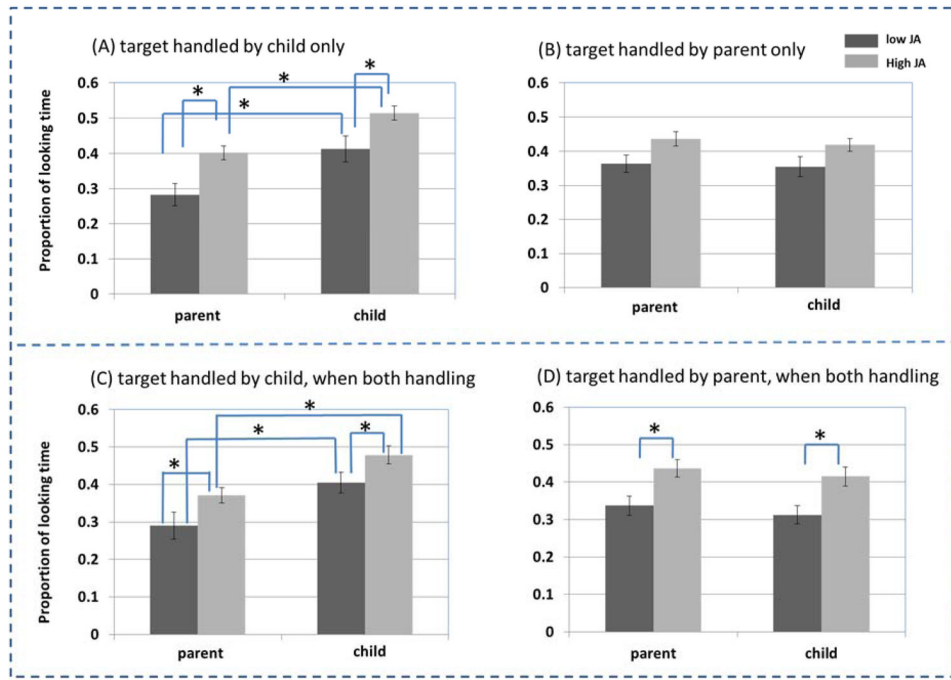 (A) target handled by child only
(B) target handled by parent only
low JA
High JA
Proportion of looking time
0.6
0.5
0.4
0.3
0.2
0.1
0
*
*
*
*
parent
child
0.6
0.5
0.4
0.3
0.2
0.1
0
parent
child
(C) target handled by child, when both handling
(D) target handled by parent, when both handling
Proportion of looking time
0.6
0.5
0.4
0.3
0.2
0.1
0
*
*
*
*
parent
child
0.6
0.5
0.4
0.3
0.2
0.1
0
*
*
parent
child